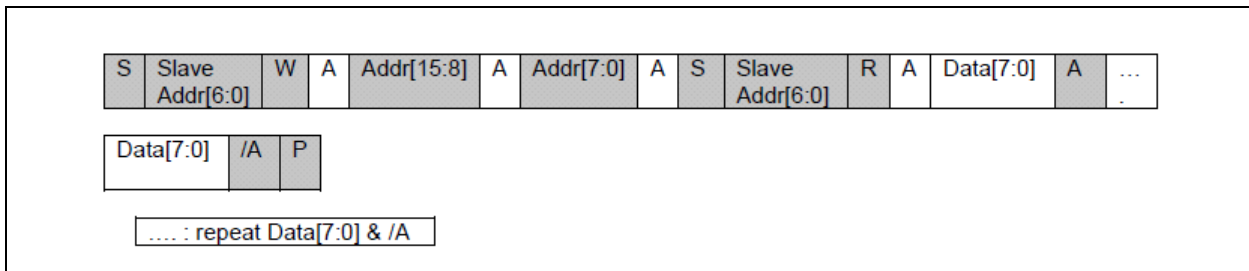 S Slave W A Addr[15:8] A Addr[7:0] A S Slave R A Data[7:0] A ...
Addr[6:0] Addr[6:0] .
Data[7:0] /A P
.... : repeat Data[7:0] & /A